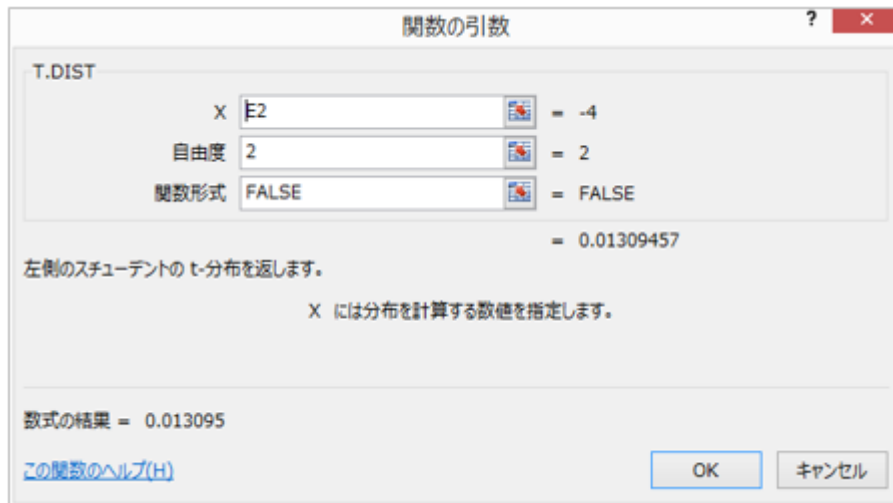 関数の引数
?
×
T.DIST
X E2 = -4
自由度 2 = 2
関数形式 FALSE = FALSE
= 0.01309457
左側のスチューデントの t-分布を返します。
X には分布を計算する数値を指定します。
数式の結果 = 0.013095
この関数のヘルプ(H)
OK
キャンセル